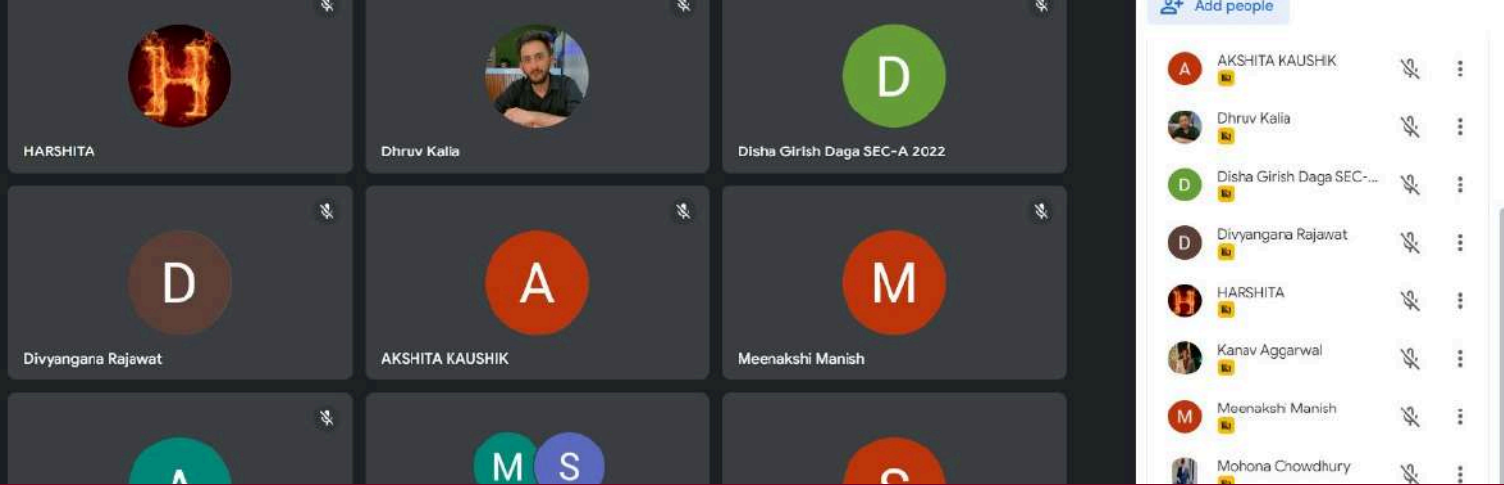 Add people
H
HARSHITA
Dhruv Kalia
D
Disha Girish Daga SEC-A 2022
D
Divyangana Rajawat
A
AKSHITA KAUSHIK
M
Meenakshi Manish
A
M S
S
A AKSHITA KAUSHIK
Dhruv Kalia
D Disha Girish Daga SEC-...
D Divyangana Rajawat
H HARSHITA
Kanav Aggarwal
M Meenakshi Manish
Mohona Chowdhury